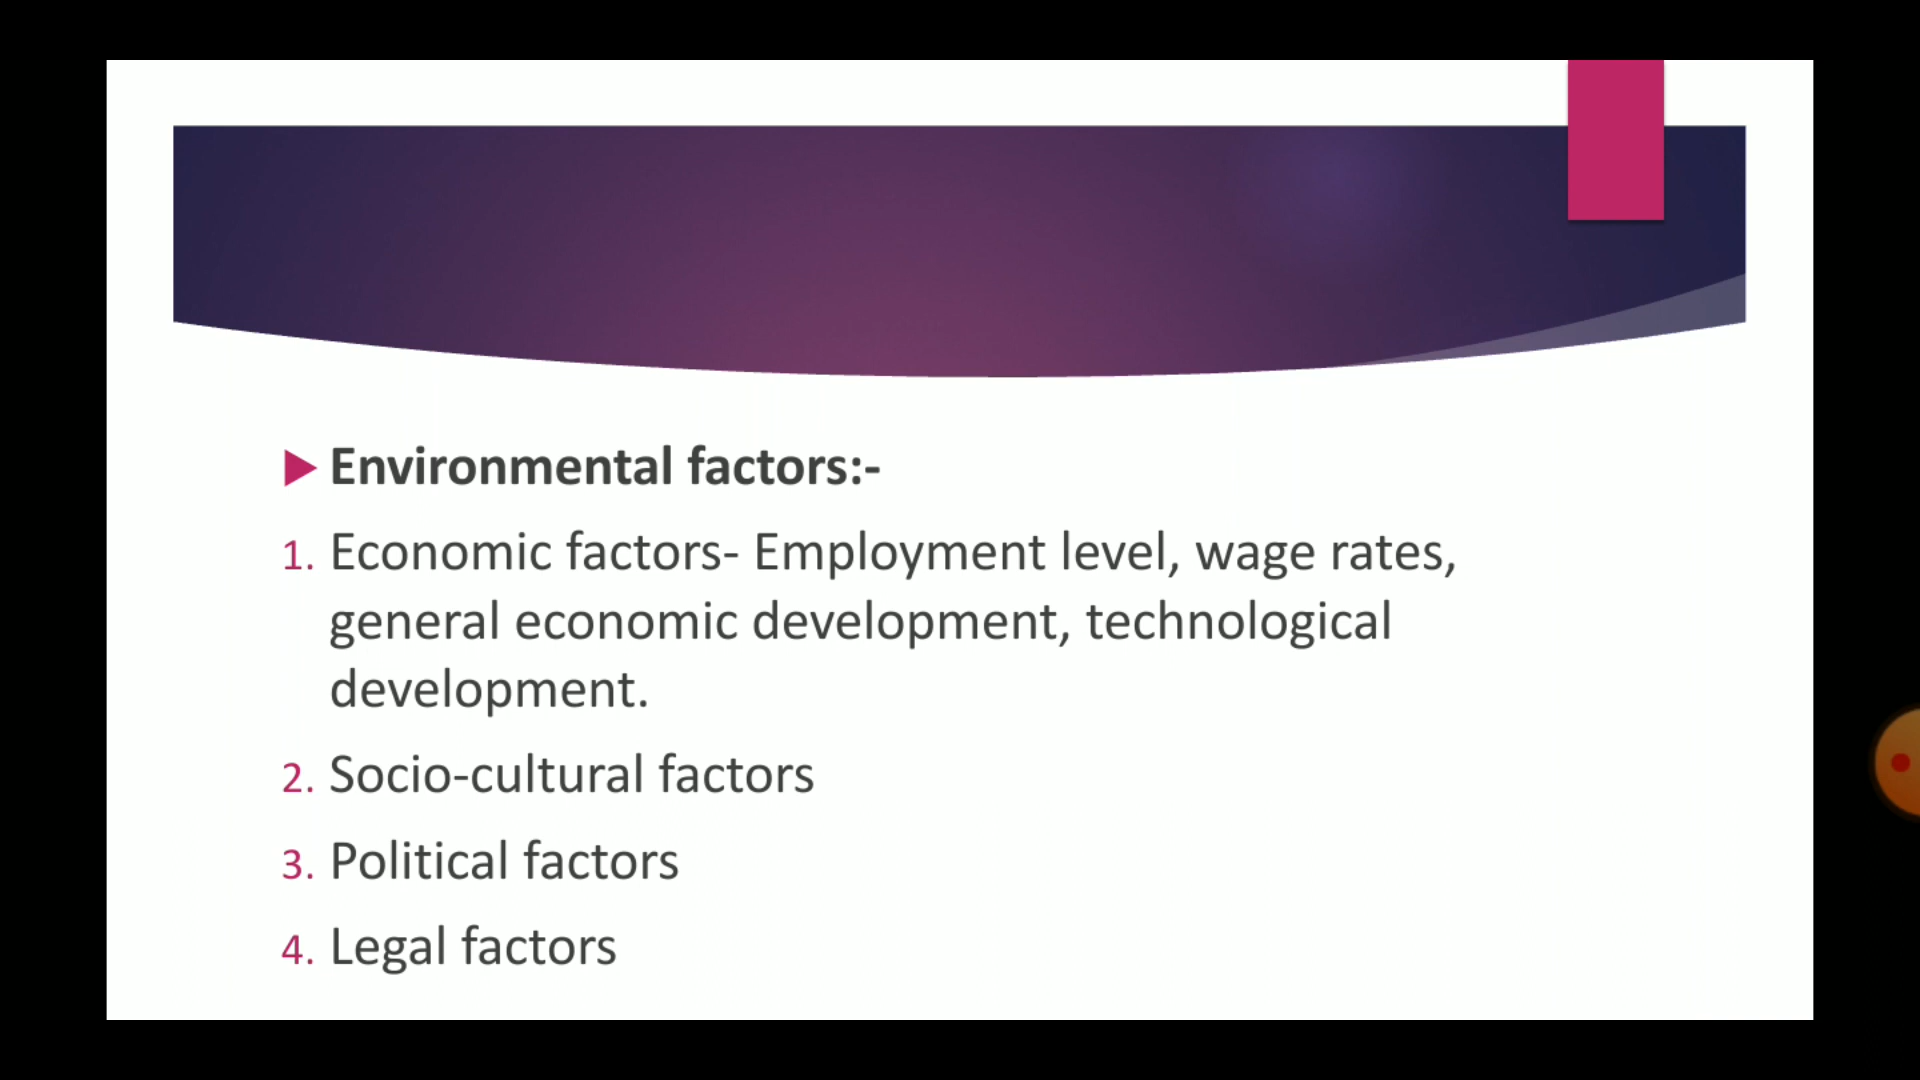 Environmental factors:-
1. Economic factors- Employment level, wage rates,
general economic development, technological
development.
2. Socio-cultural factors
3. Political factors
4. Legal factors